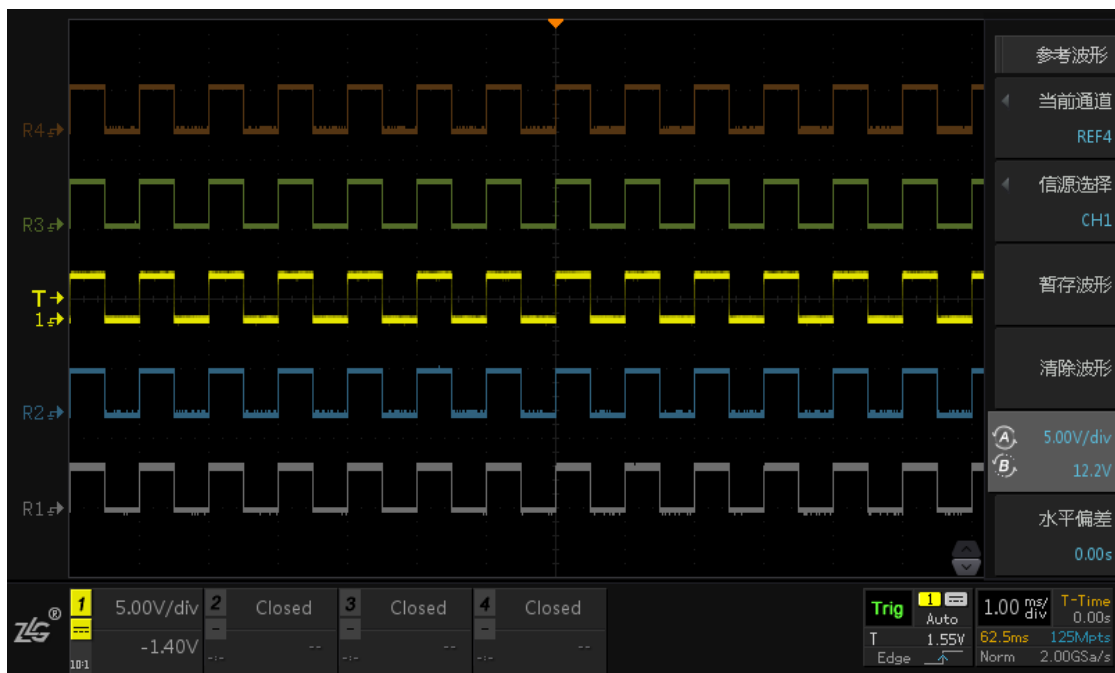 参考波形
当前通道
REF4
信源选择
CH1
暂存波形
清除波形
A 5.00V/div
B 12.2V
水平偏差
0.00s
R4
R3
T
1
R2
R1
ZLG®
1 5.00V/div
-1.40V
10:1
2 Closed
--
-:-
3 Closed
--
-:-
4 Closed
--
-:-
Trig 1
Auto
T 1.55V
Edge
1.00 ms/div
T-Time
0.00s
62.5ms 125Mpts
Norm 2.00GSa/s